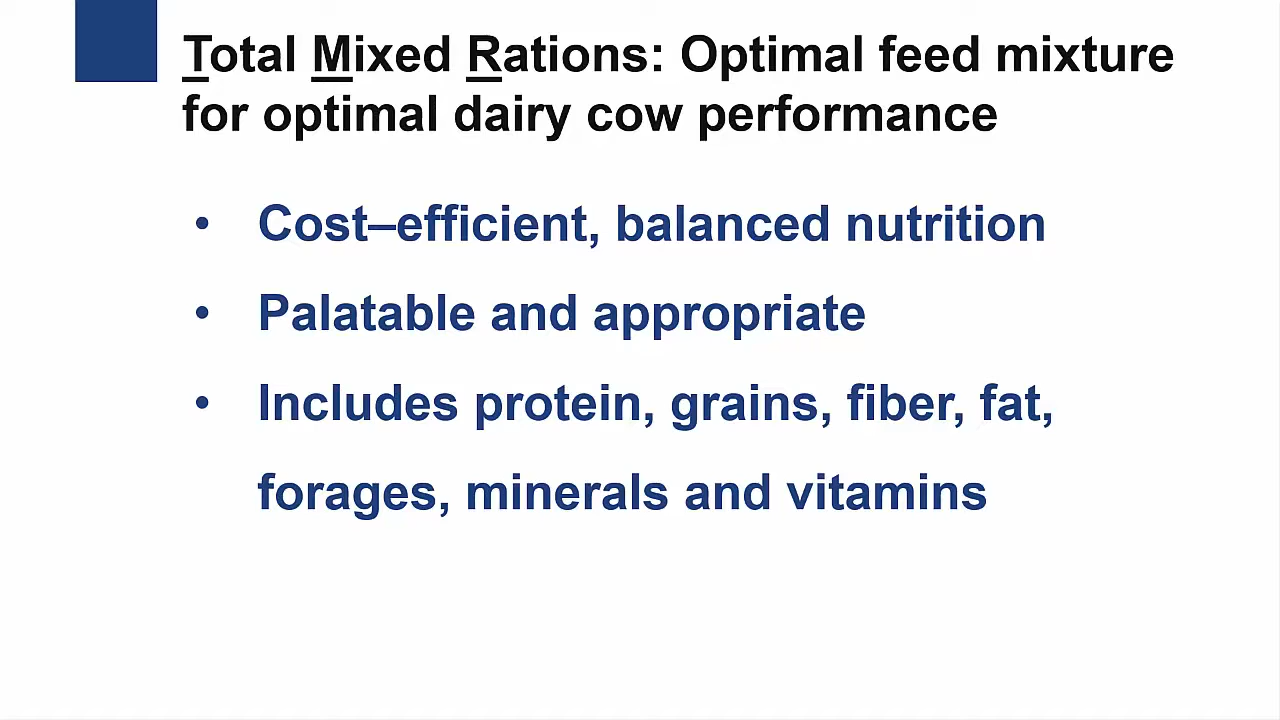 Total Mixed Rations: Optimal feed mixture
for optimal dairy cow performance
• Cost–efficient, balanced nutrition
• Palatable and appropriate
• Includes protein, grains, fiber, fat,
forages, minerals and vitamins